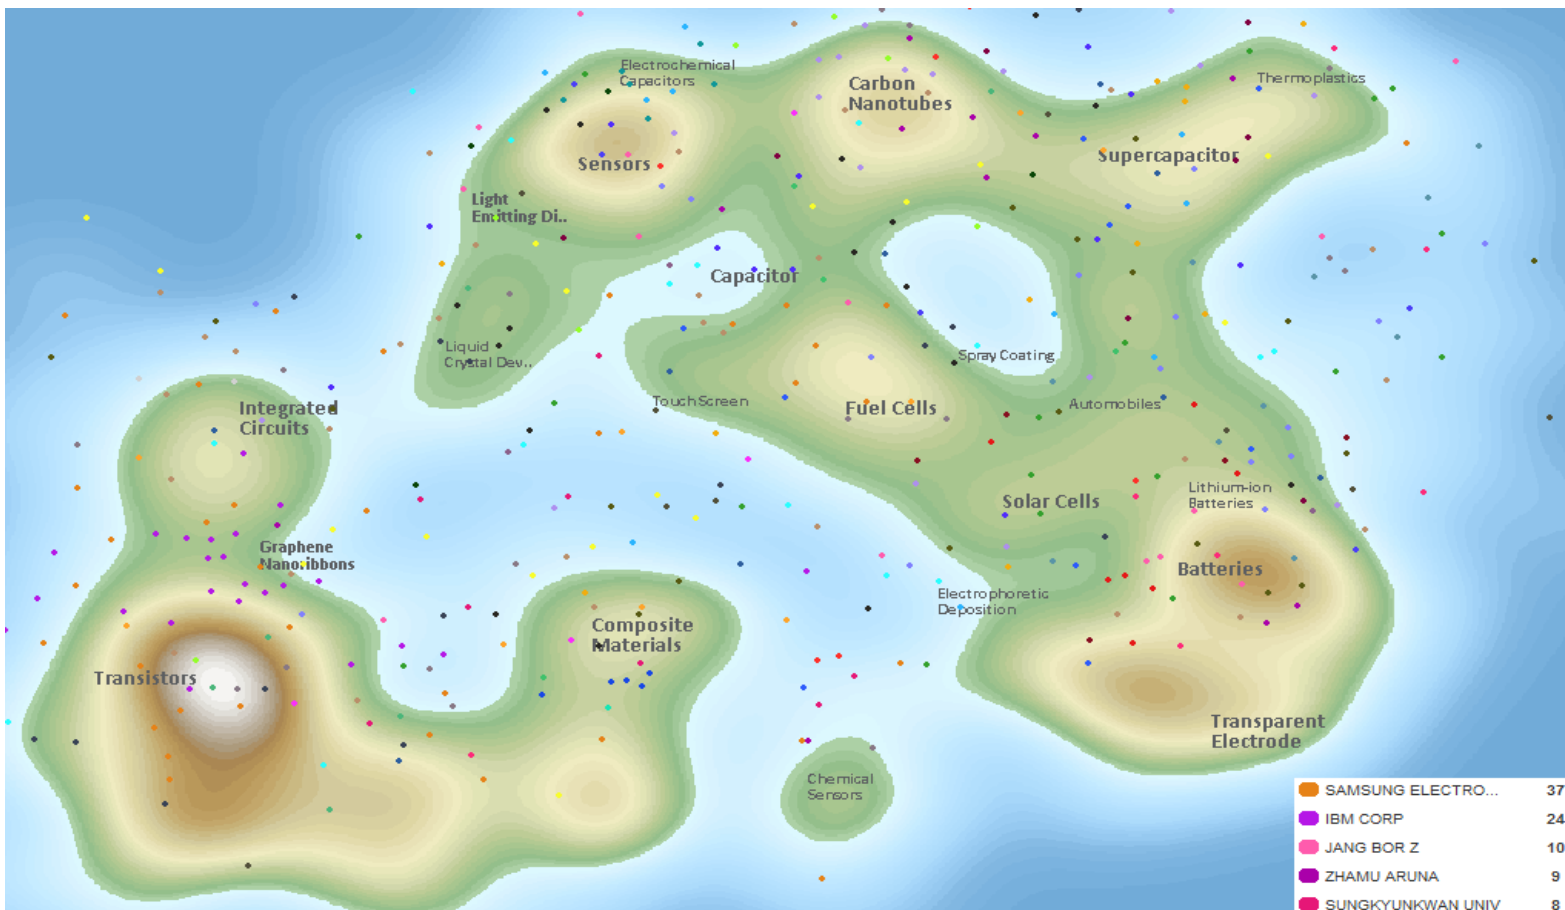 Electrochemical
Capacitors
Carbon
Nanotubes
Thermoplastics
Sensors
Supercapacitor
Light
Emitting Di..
Capacitor
Liquid
Crystal Dev..
Spray Coating
Touch Screen
Fuel Cells
Automobiles
Integrated
Circuits
Solar Cells
Lithium-ion
Batteries
Graphene
Nanoribbons
Batteries
Electrophoretic
Deposition
Composite
Materials
Transistors
Transparent
Electrode
Chemical
Sensors
SAMSUNG ELECTRO... 37
IBM CORP 24
JANG BOR Z 10
ZHAMU ARUNA 9
SUNGKYUNKWAN UNIV 8